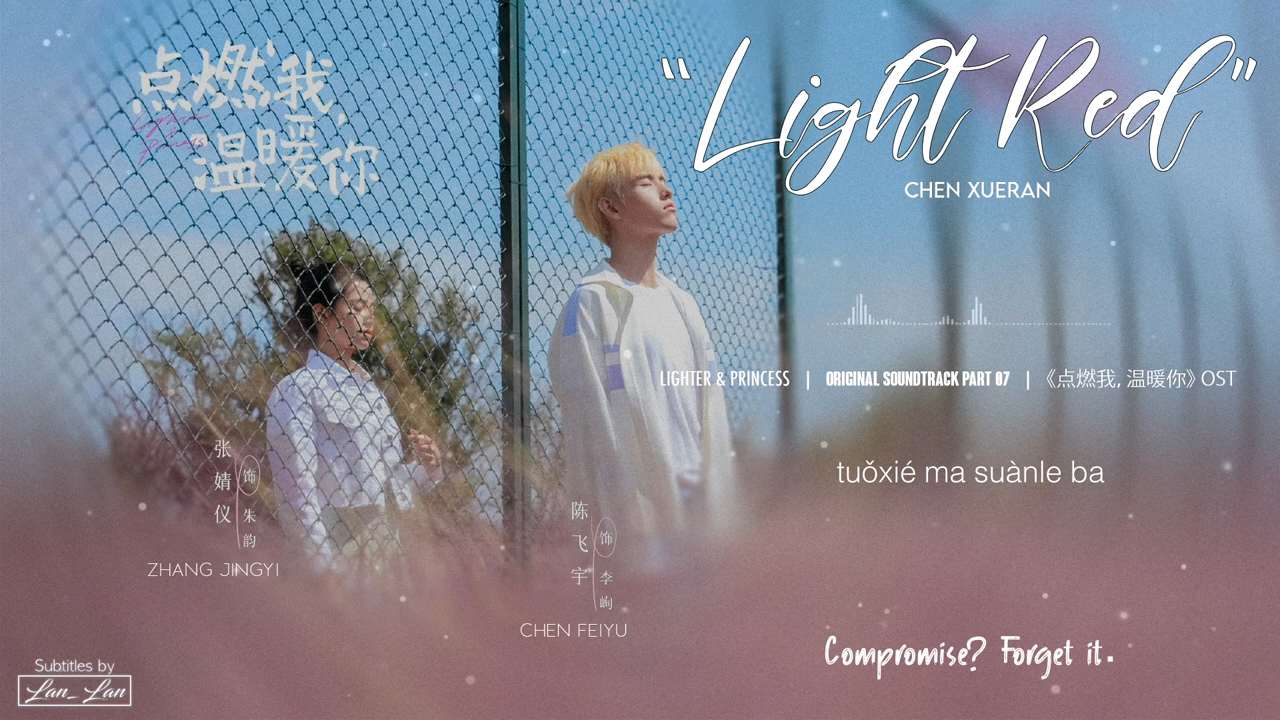 点燃我，
温暖你
"Light Red"
CHEN XUERAN
LIGHTER & PRINCESS | ORIGINAL SOUNDTRACK PART 07 | 《点燃我, 温暖你》OST
tuǒxié ma suànle ba
张婧仪
饰
朱韵
ZHANG JINGYI
陈飞宇
饰
李峋
CHEN FEIYU
Compromise? Forget it.
Subtitles by
Lan_Lan